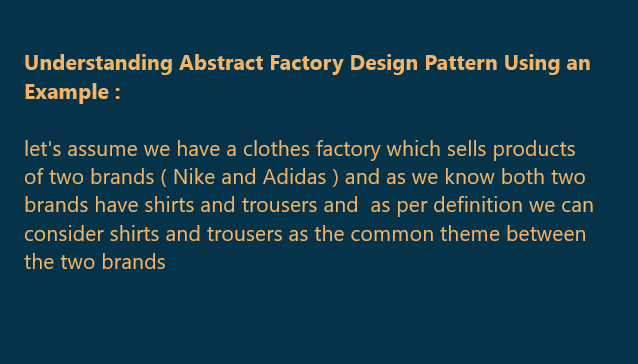 Understanding Abstract Factory Design Pattern Using an
Example :
let's assume we have a clothes factory which sells products
of two brands ( Nike and Adidas ) and as we know both two
brands have shirts and trousers and  as per definition we can
consider shirts and trousers as the common theme between
the two brands